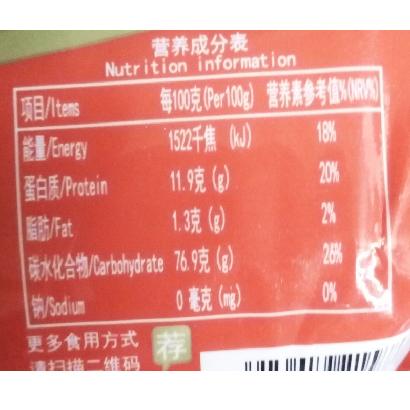 营养成分表
Nutrition information
项目/Items 每100克(Per100g) 营养素参考值%(NRV%)
能量/Energy 1522千焦 (kJ) 18%
蛋白质/Protein 11.9克 (g) 20%
脂肪/Fat 1.3克 (g) 2%
碳水化合物/Carbohydrate 76.9克 (g) 26%
钠/Sodium 0 毫克 (mg) 0%
更多食用方式 荐
请扫描二维码